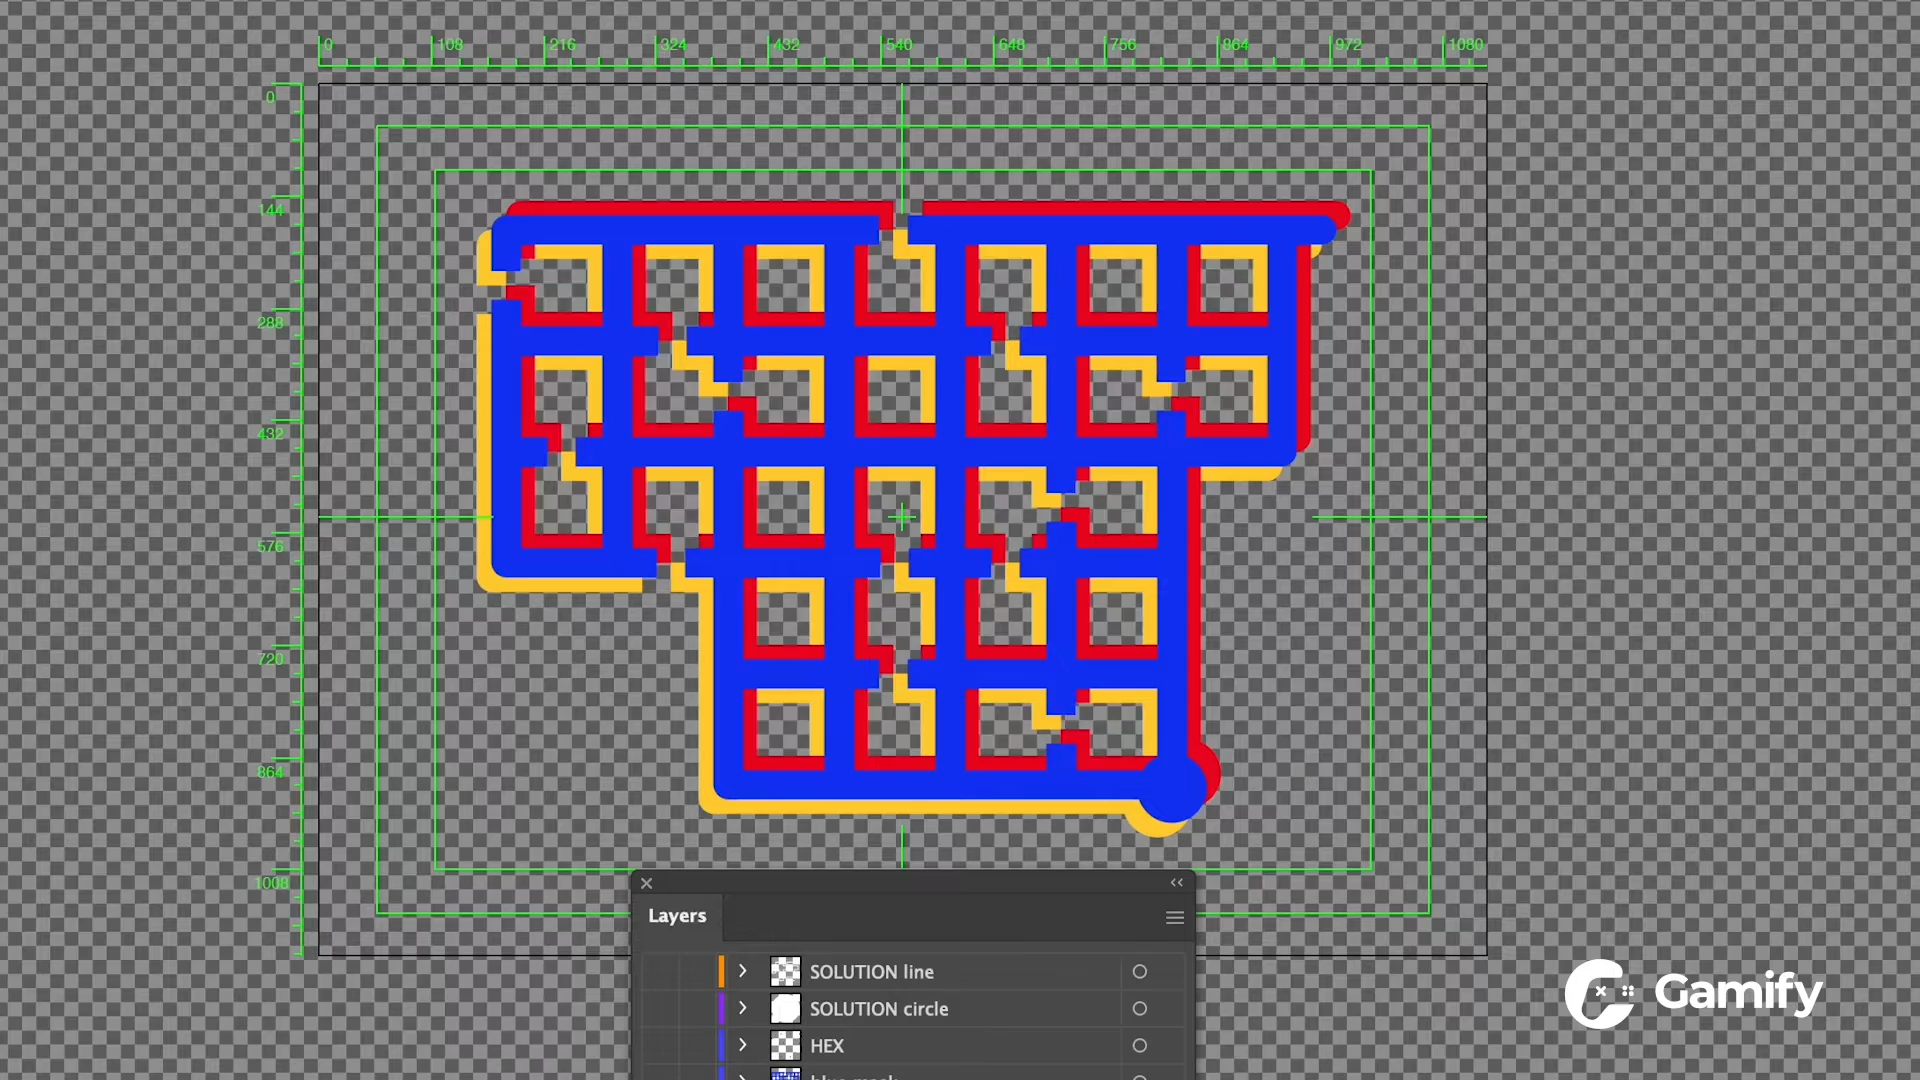 0 108 216 324 432 540 648 756 864 972 1080
0
144
288
432
576
720
864
1008
Layers
SOLUTION line
SOLUTION circle
HEX
Gamify